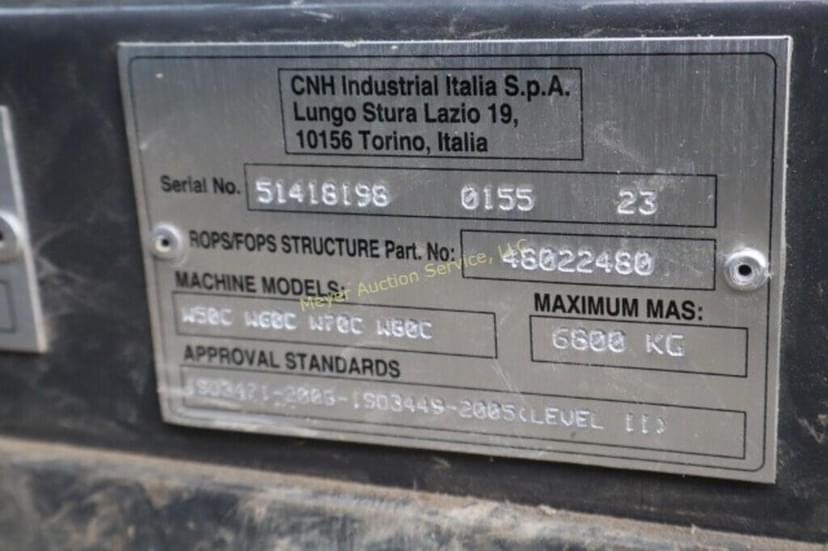 CNH Industrial Italia S.p.A.
Lungo Stura Lazio 19,
10156 Torino, Italia
Serial No. 51418198 0155 23
ROPS/FOPS STRUCTURE Part. No: 48022480
Meyer Auction Service, LLC
MACHINE MODELS:
W50C W60C W70C W80C
MAXIMUM MAS:
6800 KG
APPROVAL STANDARDS
ISO3471-2008-ISO3449-2005(LEVEL II)